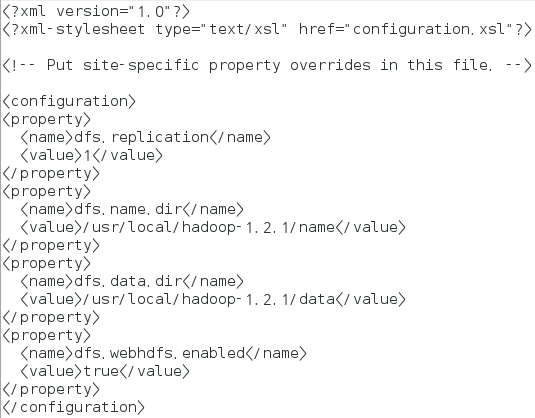 <?xml version="1.0"?>
<?xml-stylesheet type="text/xsl" href="configuration.xsl"?>
<!-- Put site-specific property overrides in this file. -->
<configuration>
<property>
  <name>dfs.replication</name>
  <value>1</value>
</property>
<property>
  <name>dfs.name.dir</name>
  <value>/usr/local/hadoop-1.2.1/name</value>
</property>
<property>
  <name>dfs.data.dir</name>
  <value>/usr/local/hadoop-1.2.1/data</value>
</property>
<property>
  <name>dfs.webhdfs.enabled</name>
  <value>true</value>
</property>
</configuration>